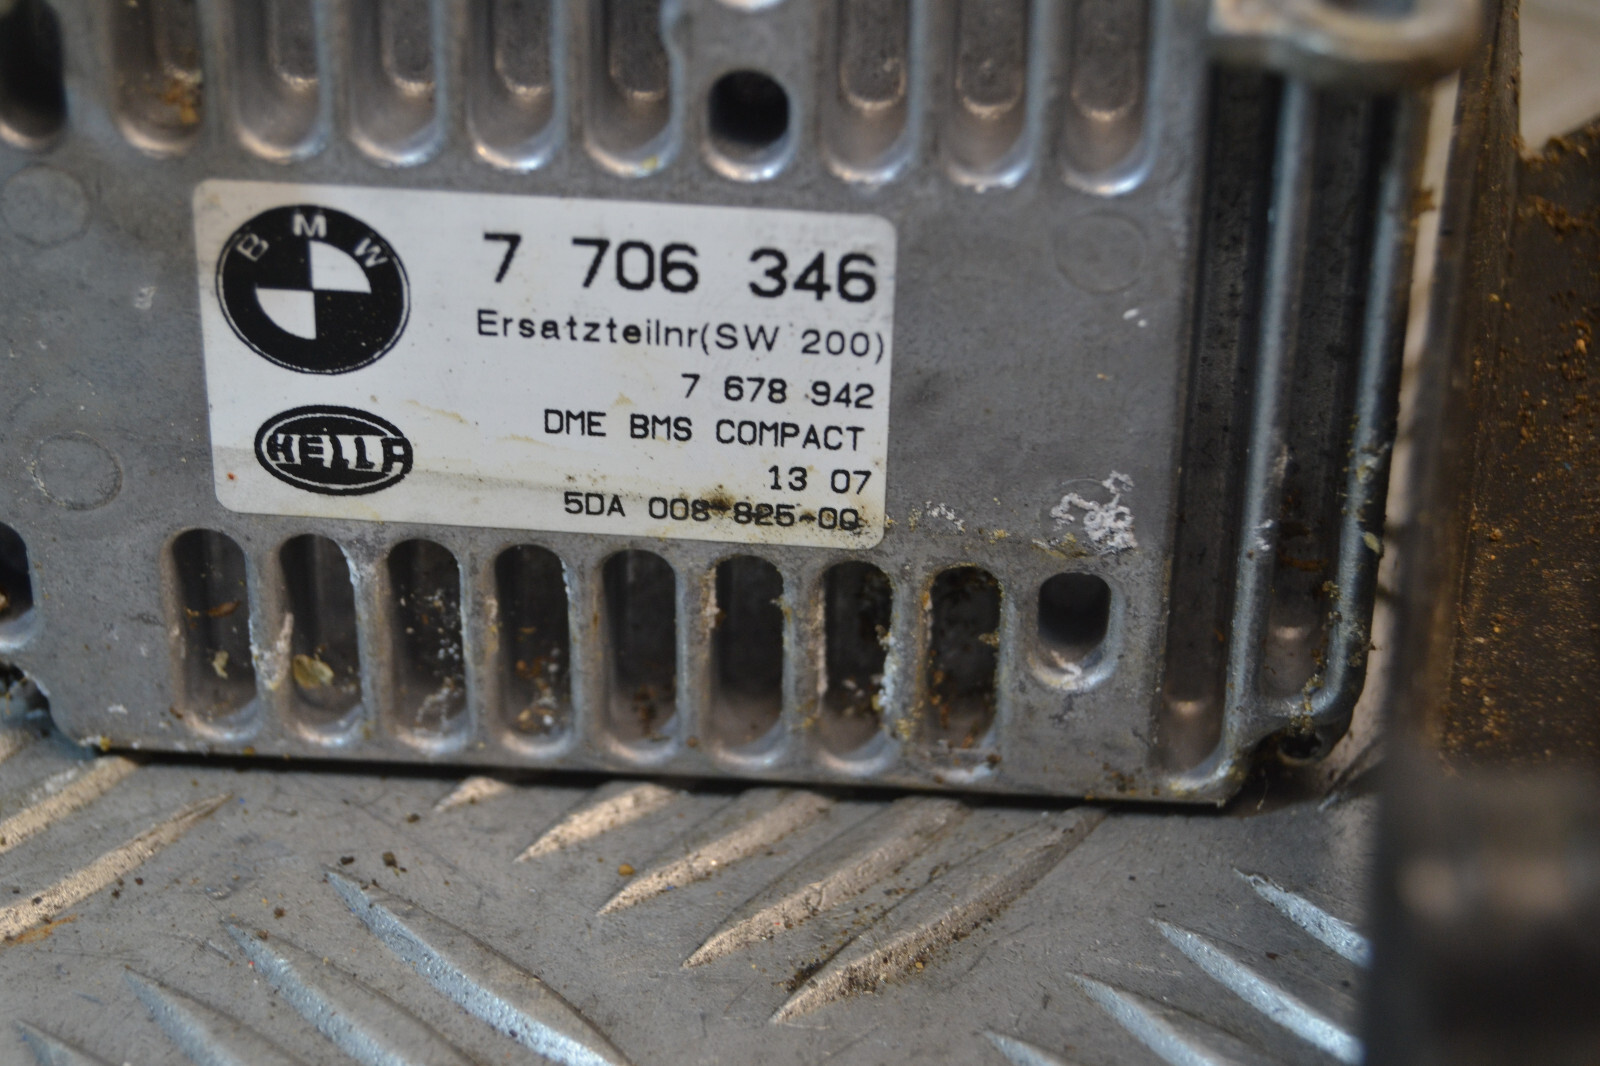 BMW
7 706 346
Ersatzteilnr(SW 200)
7 678 942
DME BMS COMPACT
HELLA
13 07
5DA 008 825-00